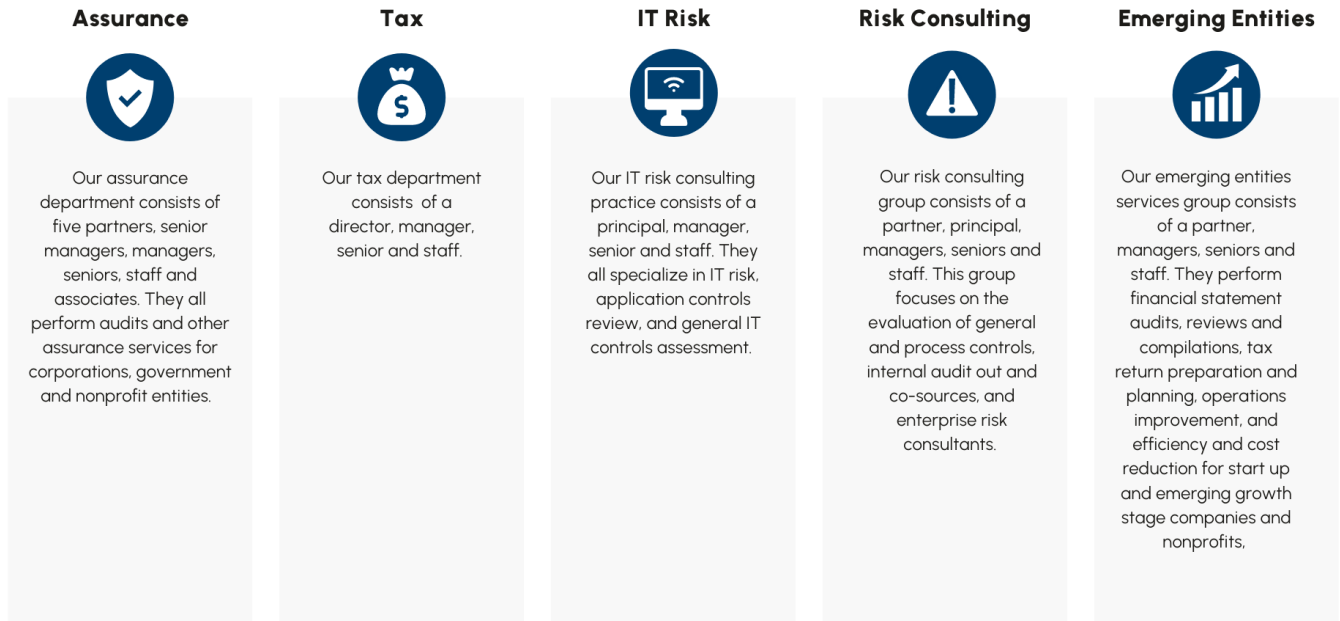 Assurance
Our assurance
department consists of
five partners, senior
managers, managers,
seniors, staff and
associates. They all
perform audits and other
assurance services for
corporations, government
and nonprofit entities.
Tax
$
Our tax department
consists of a
director, manager,
senior and staff.
IT Risk
Our IT risk consulting
practice consists of a
principal, manager,
senior and staff. They
all specialize in IT risk,
application controls
review, and general IT
controls assessment.
Risk Consulting
Our risk consulting
group consists of a
partner, principal,
managers, seniors and
staff. This group
focuses on the
evaluation of general
and process controls,
internal audit out and
co-sources, and
enterprise risk
consultants.
Emerging Entities
Our emerging entities
services group consists
of a partner,
managers, seniors and
staff. They perform
financial statement
audits, reviews and
compilations, tax
return preparation and
planning, operations
improvement, and
efficiency and cost
reduction for start up
and emerging growth
stage companies and
nonprofits,